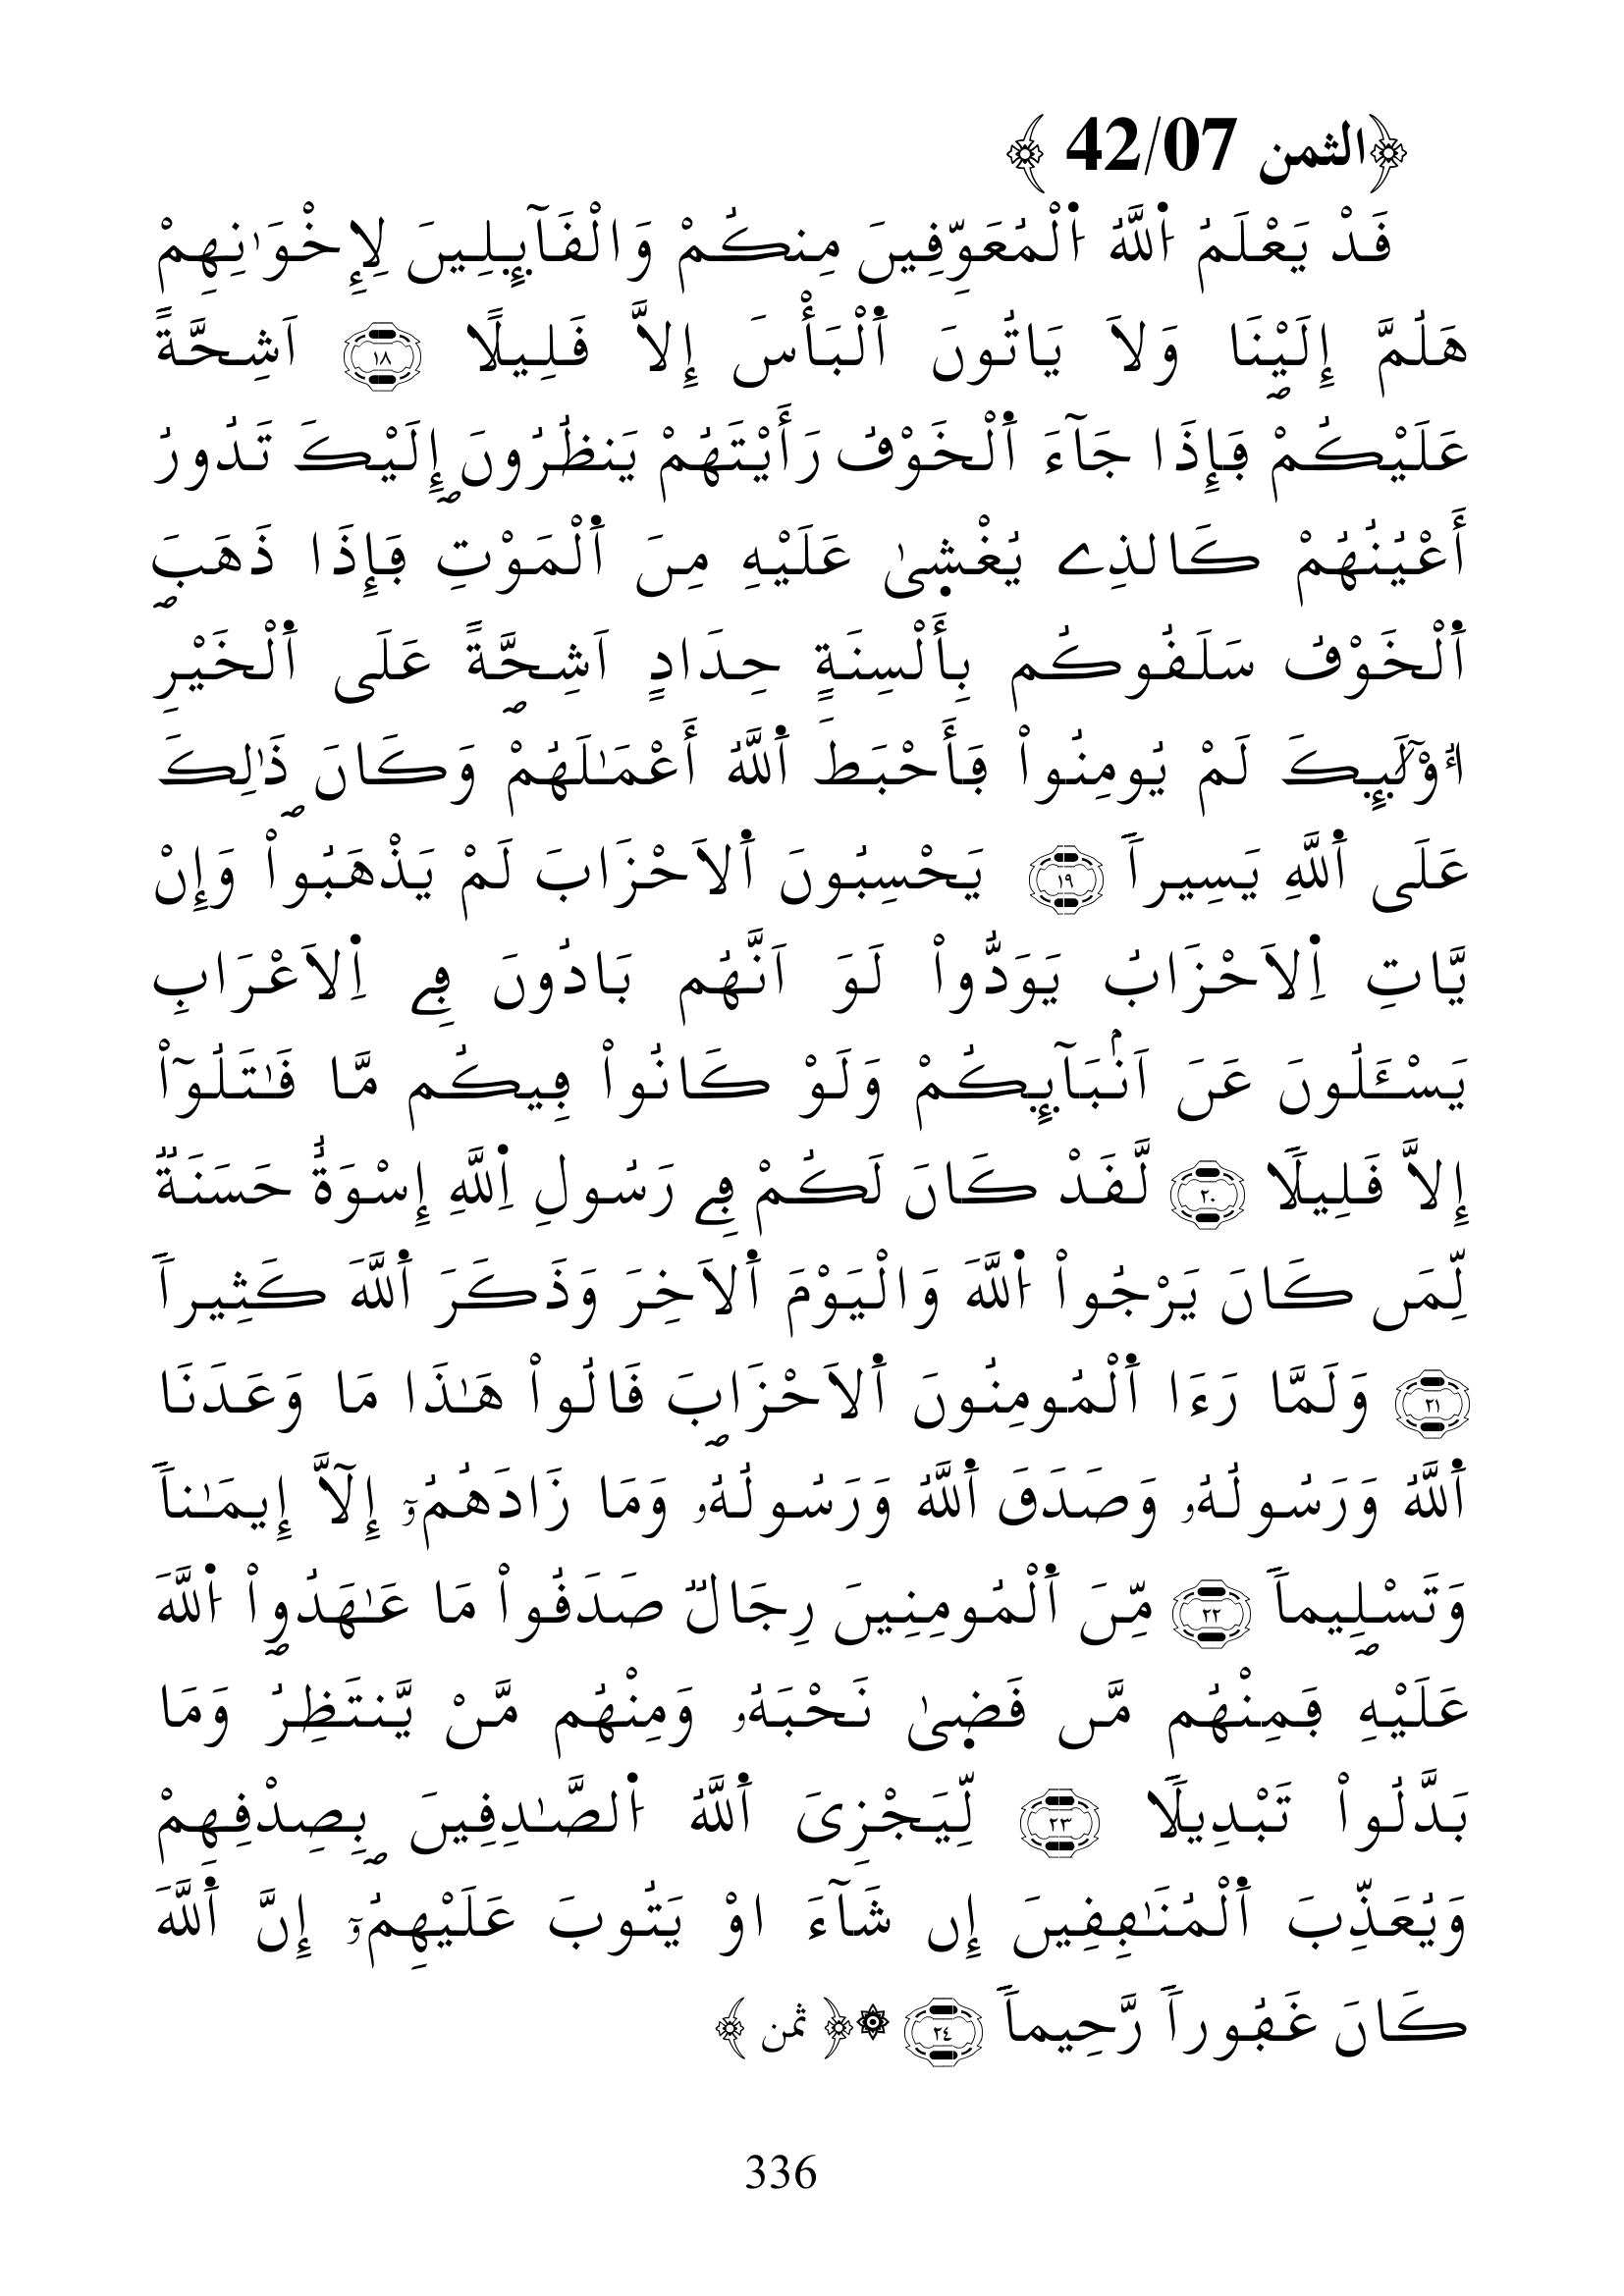 ﴿الثمن 42/07 ﴾
قَدْ يَعْلَمُ اُ۬للَّهُ اُ۬لْمُعَوِّقِينَ مِنكُمْ وَالْقَآئِلِينَ لِإِخْوَٰنِهِمْ
هَلُمَّ إِلَيْنَاۖ وَلَا يَاتُونَ اَ۬لْبَأْسَ إِلَّا قَلِيلًا ١٨ اَشِحَّةً
عَلَيْكُمْ فَإِذَا جَآءَ اَ۬لْخَوْفُ رَأَيْتَهُمْ يَنظُرُونَۖ إِلَيْكَ تَدُورُ
أَعْيُنُهُمْ كَالذِے يُغْش۪ىٰ عَلَيْهِ مِنَ اَ۬لْمَوْتِ فَإِذَا ذَهَبَۖ
اَ۬لْخَوْفُ سَلَقُوكُم بِأَلْسِنَةٍ حِدَادٍ اَشِحَّةًۖ عَلَى اَ۬لْخَيْرِ
اُوْلَٰٓئِكَ لَمْ يُومِنُواْ فَأَحْبَطَ اَ۬للَّهُ أَعْمَٰلَهُمْ وَكَانَ ذَٰلِكَۖ
عَلَى اَ۬للَّهِ يَسِيراً ١٩ يَحْسِبُونَ اَ۬لَاحْزَابَ لَمْ يَذْهَبُواْ وَإِنْ
يَّاتِ اِ۬لَاحْزَابُ يَوَدُّواْ لَوَ اَنَّهُم بَادُونَ فِے اِ۬لَاعْرَابِ
يَسْـَٔلُونَ عَنَ اَنۢبَآئِكُمْ وَلَوْ كَانُواْ فِيكُم مَّا قَٰتَلُوٓاْ
إِلَّا قَلِيلًا ٢٠ لَّقَدْ كَانَ لَكُمْ فِے رَسُولِ اِ۬للَّهِ إِسْوَةٌ حَسَنَةٌ
لِّمَن كَانَ يَرْجُواْ اُ۬للَّهَ وَالْيَوْمَ اَ۬لَاخِرَ وَذَكَرَ اَ۬للَّهَ كَثِيراً
٢١ وَلَمَّا رَءَا اَ۬لْمُومِنُونَ اَ۬لَاحْزَابَۖ قَالُواْ هَٰذَا مَا وَعَدَنَا
اَ۬للَّهُ وَرَسُولُهُۥ وَصَدَقَ اَ۬للَّهُ وَرَسُولُهُۥ وَمَا زَادَهُمُۥٓ إِلَّآ إِيمَٰناً
وَتَسْلِيماًۖ ٢٢ مِّنَ اَ۬لْمُومِنِينَ رِجَالٌ صَدَقُواْ مَا عَٰهَدُواْۖ اُ۬للَّهَ
عَلَيْهِ فَمِنْهُم مَّن قَض۪ىٰ نَحْبَهُۥ وَمِنْهُم مَّنْ يَّنتَظِرُ وَمَا
بَدَّلُواْ تَبْدِيلًا ٢٣ لِّيَجْزِيَ اَ۬للَّهُ اُ۬لصَّٰدِقِينَۖ بِصِدْقِهِمْ
وَيُعَذِّبَ اَ۬لْمُنَٰفِقِينَ إِن شَآءَ اوْ يَتُوبَ عَلَيْهِمُۥٓ إِنَّ اَ۬للَّهَ
كَانَ غَفُوراً رَّحِيماً ٢٤ ۞﴿ ثمن ﴾
336